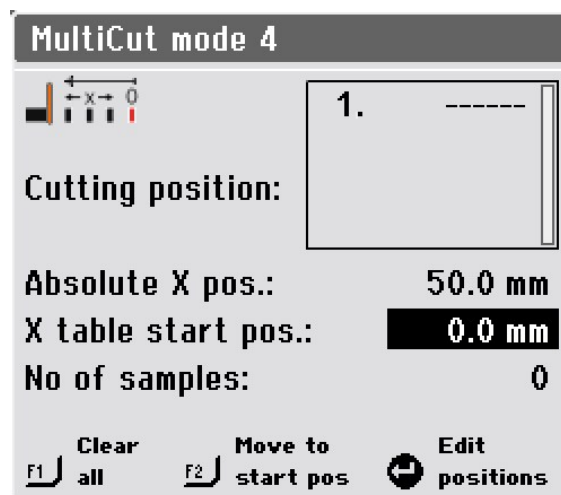 MultiCut mode 4
x 0
1. ------
Cutting position:
Absolute X pos.: 50.0 mm
X table start pos.: 0.0 mm
No of samples: 0
F1 Clear all F2 Move to start pos Edit positions